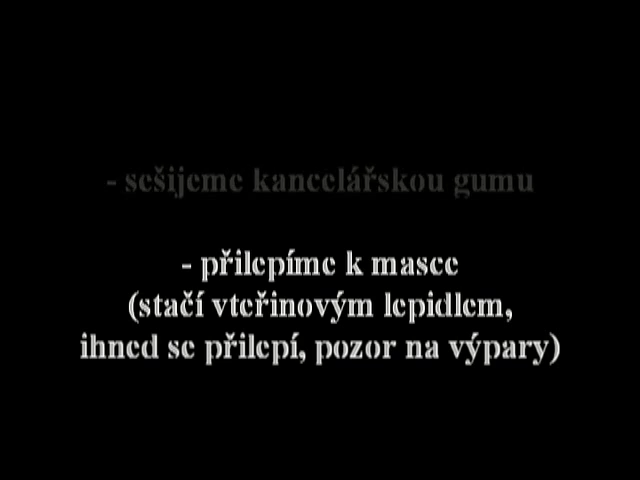 - sešijeme kancelářskou gumu
- přilepíme k masce
(stačí vteřinovým lepidlem,
ihned se přilepí, pozor na výpary)